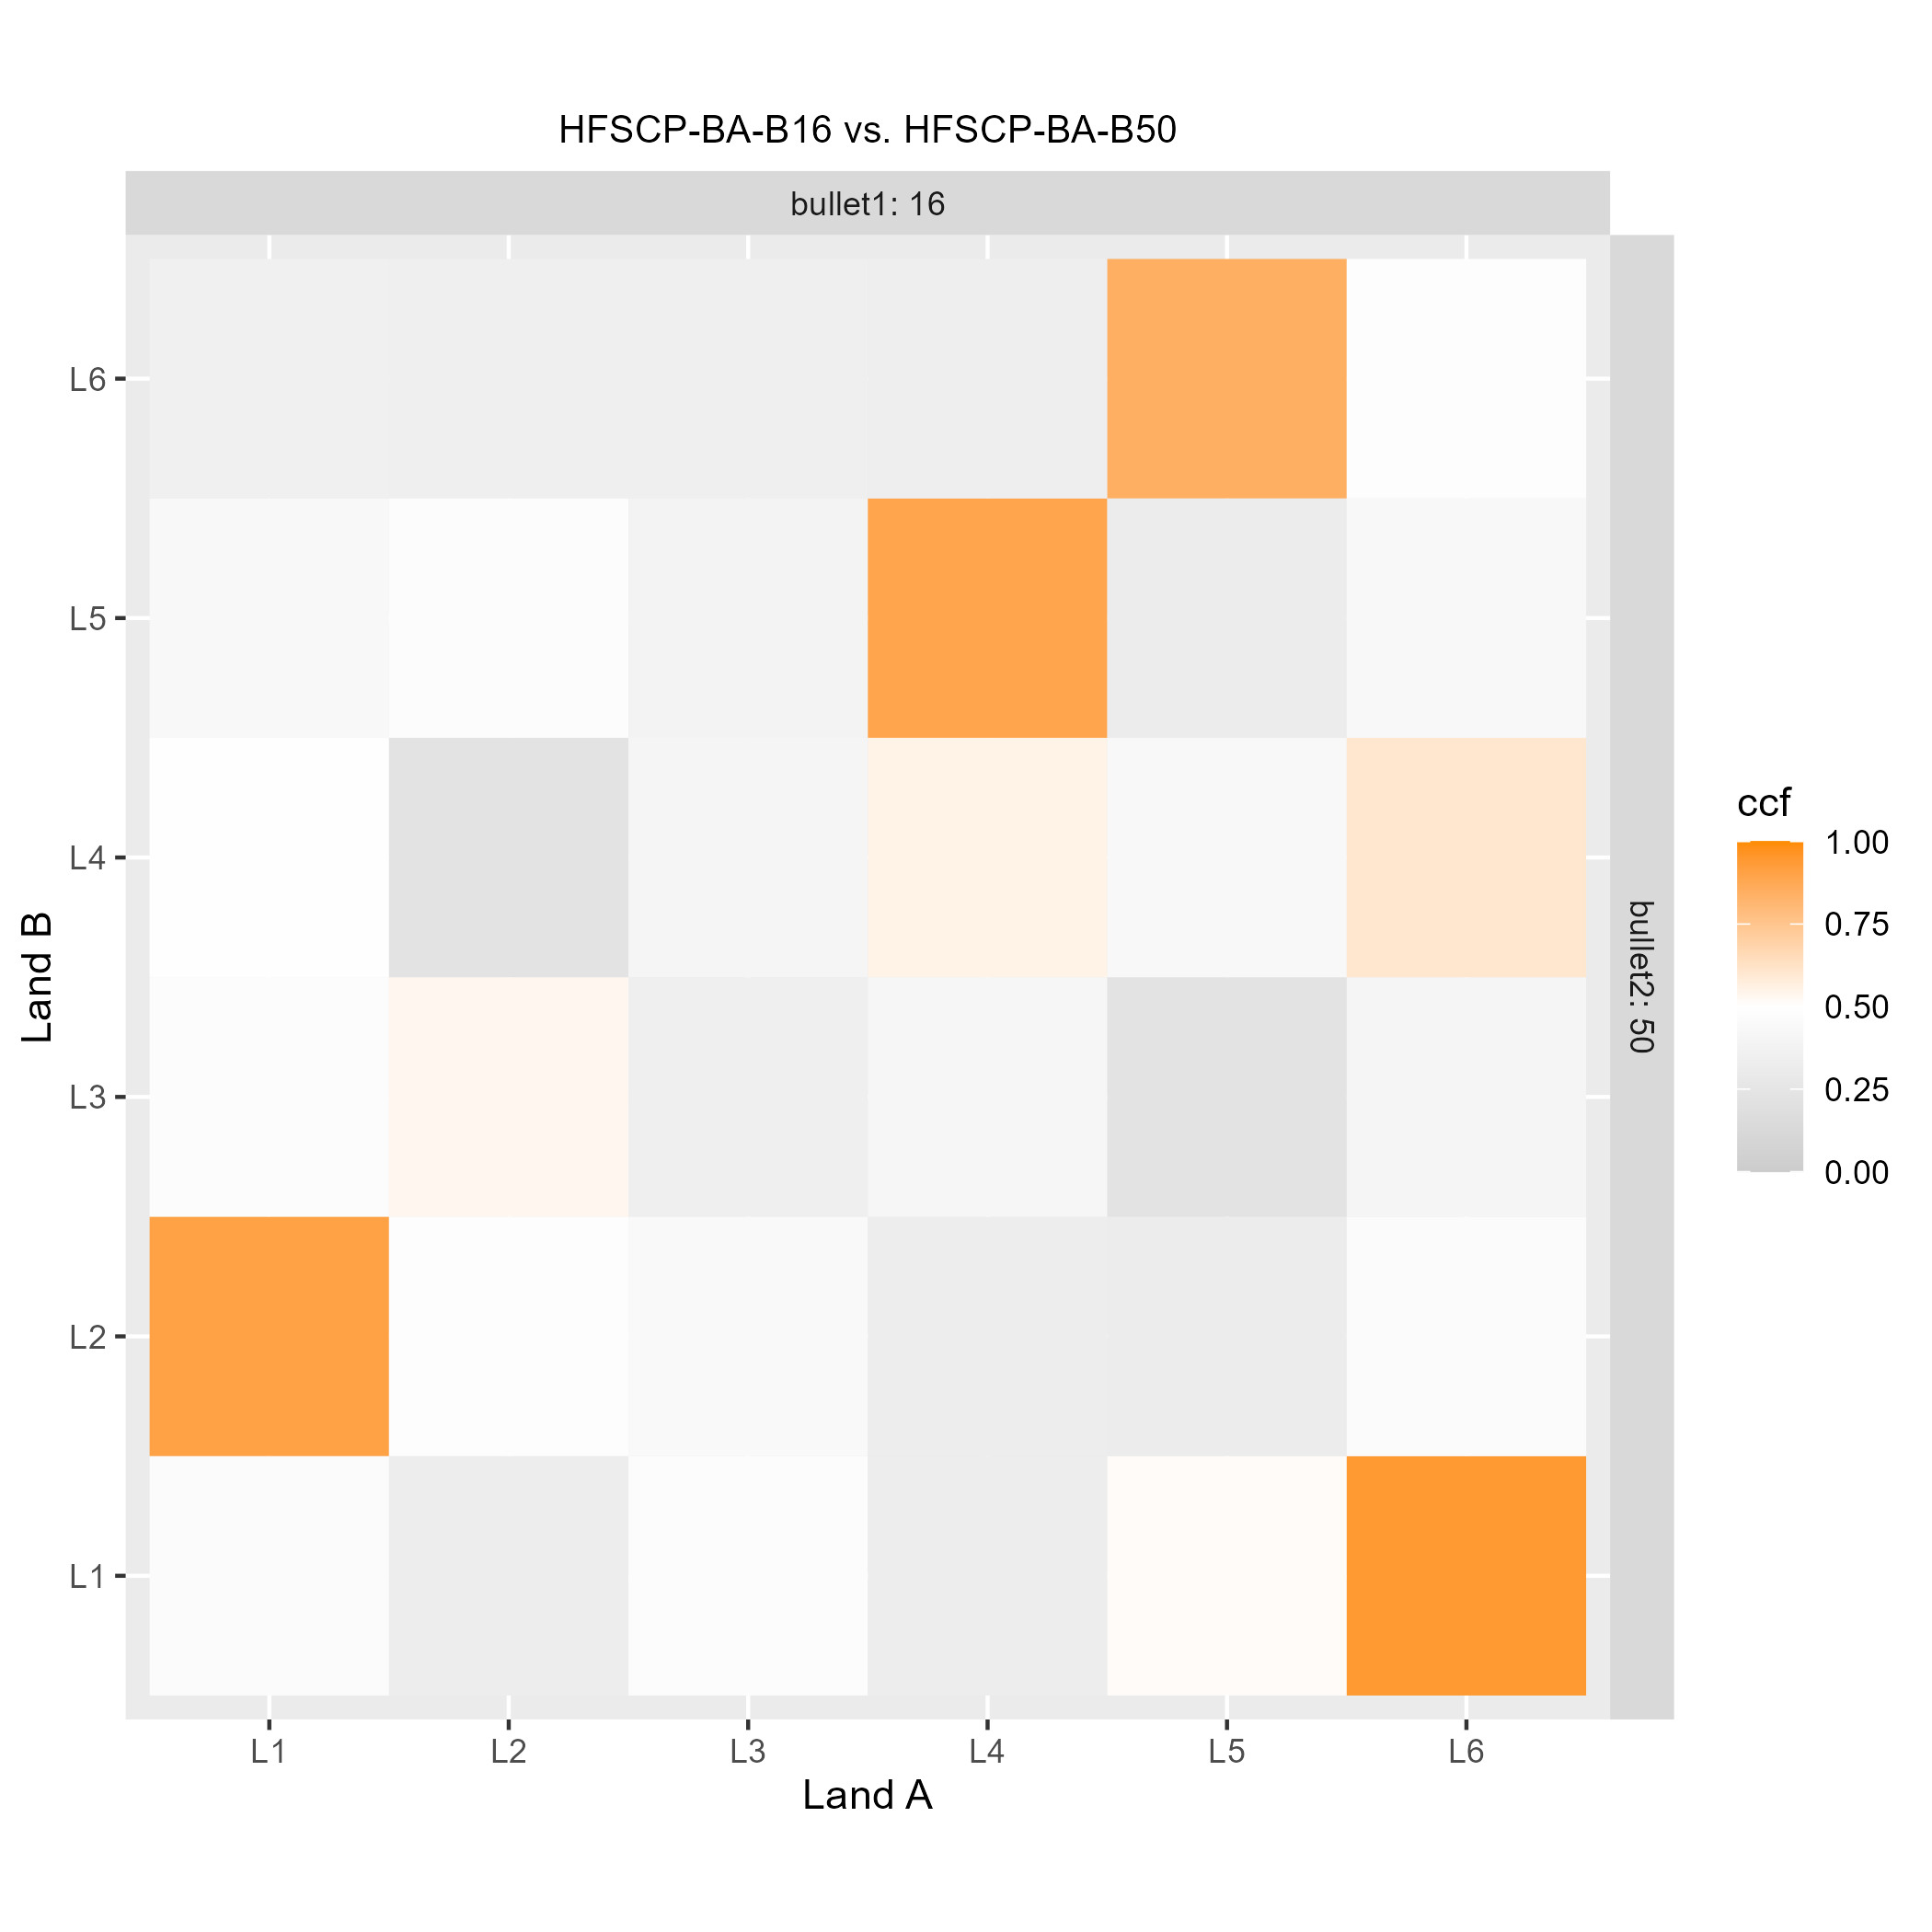 HFSCP-BA-B16 vs. HFSCP-BA-B50
bullet1: 16
L6
L5
L4
L3
L2
L1
Land B
bullet2: 50
L1 L2 L3 L4 L5 L6
Land A
ccf
1.00
0.75
0.50
0.25
0.00